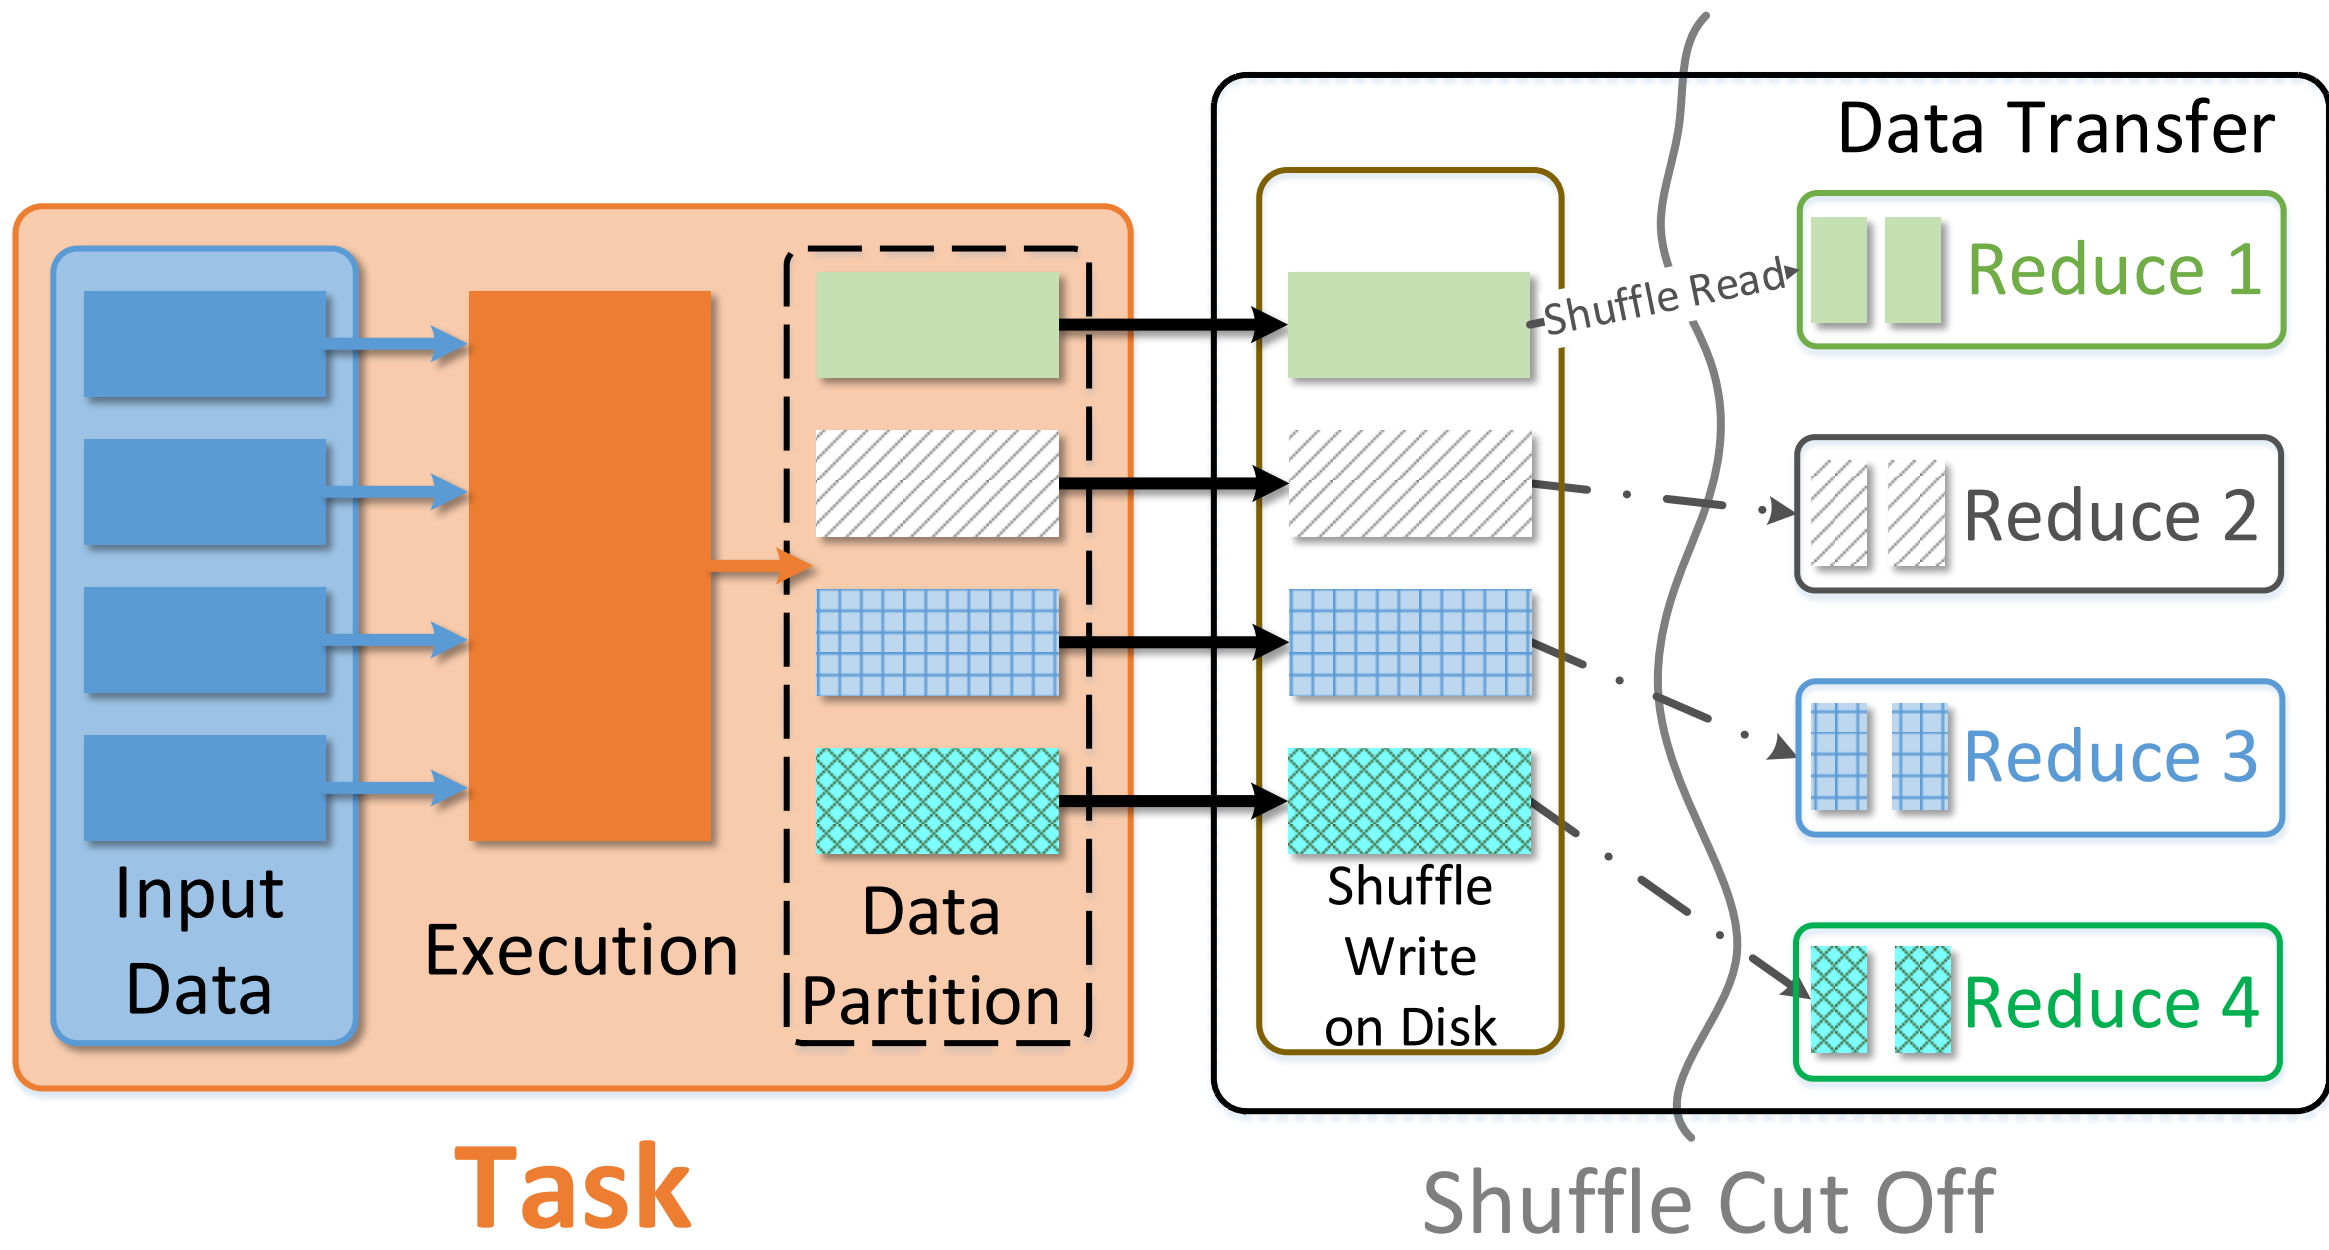 Input
Data
Execution
Data
Partition
Task
Data Transfer
Shuffle
Write
on Disk
Shuffle Read
Reduce 1
Reduce 2
Reduce 3
Reduce 4
Shuffle Cut Off